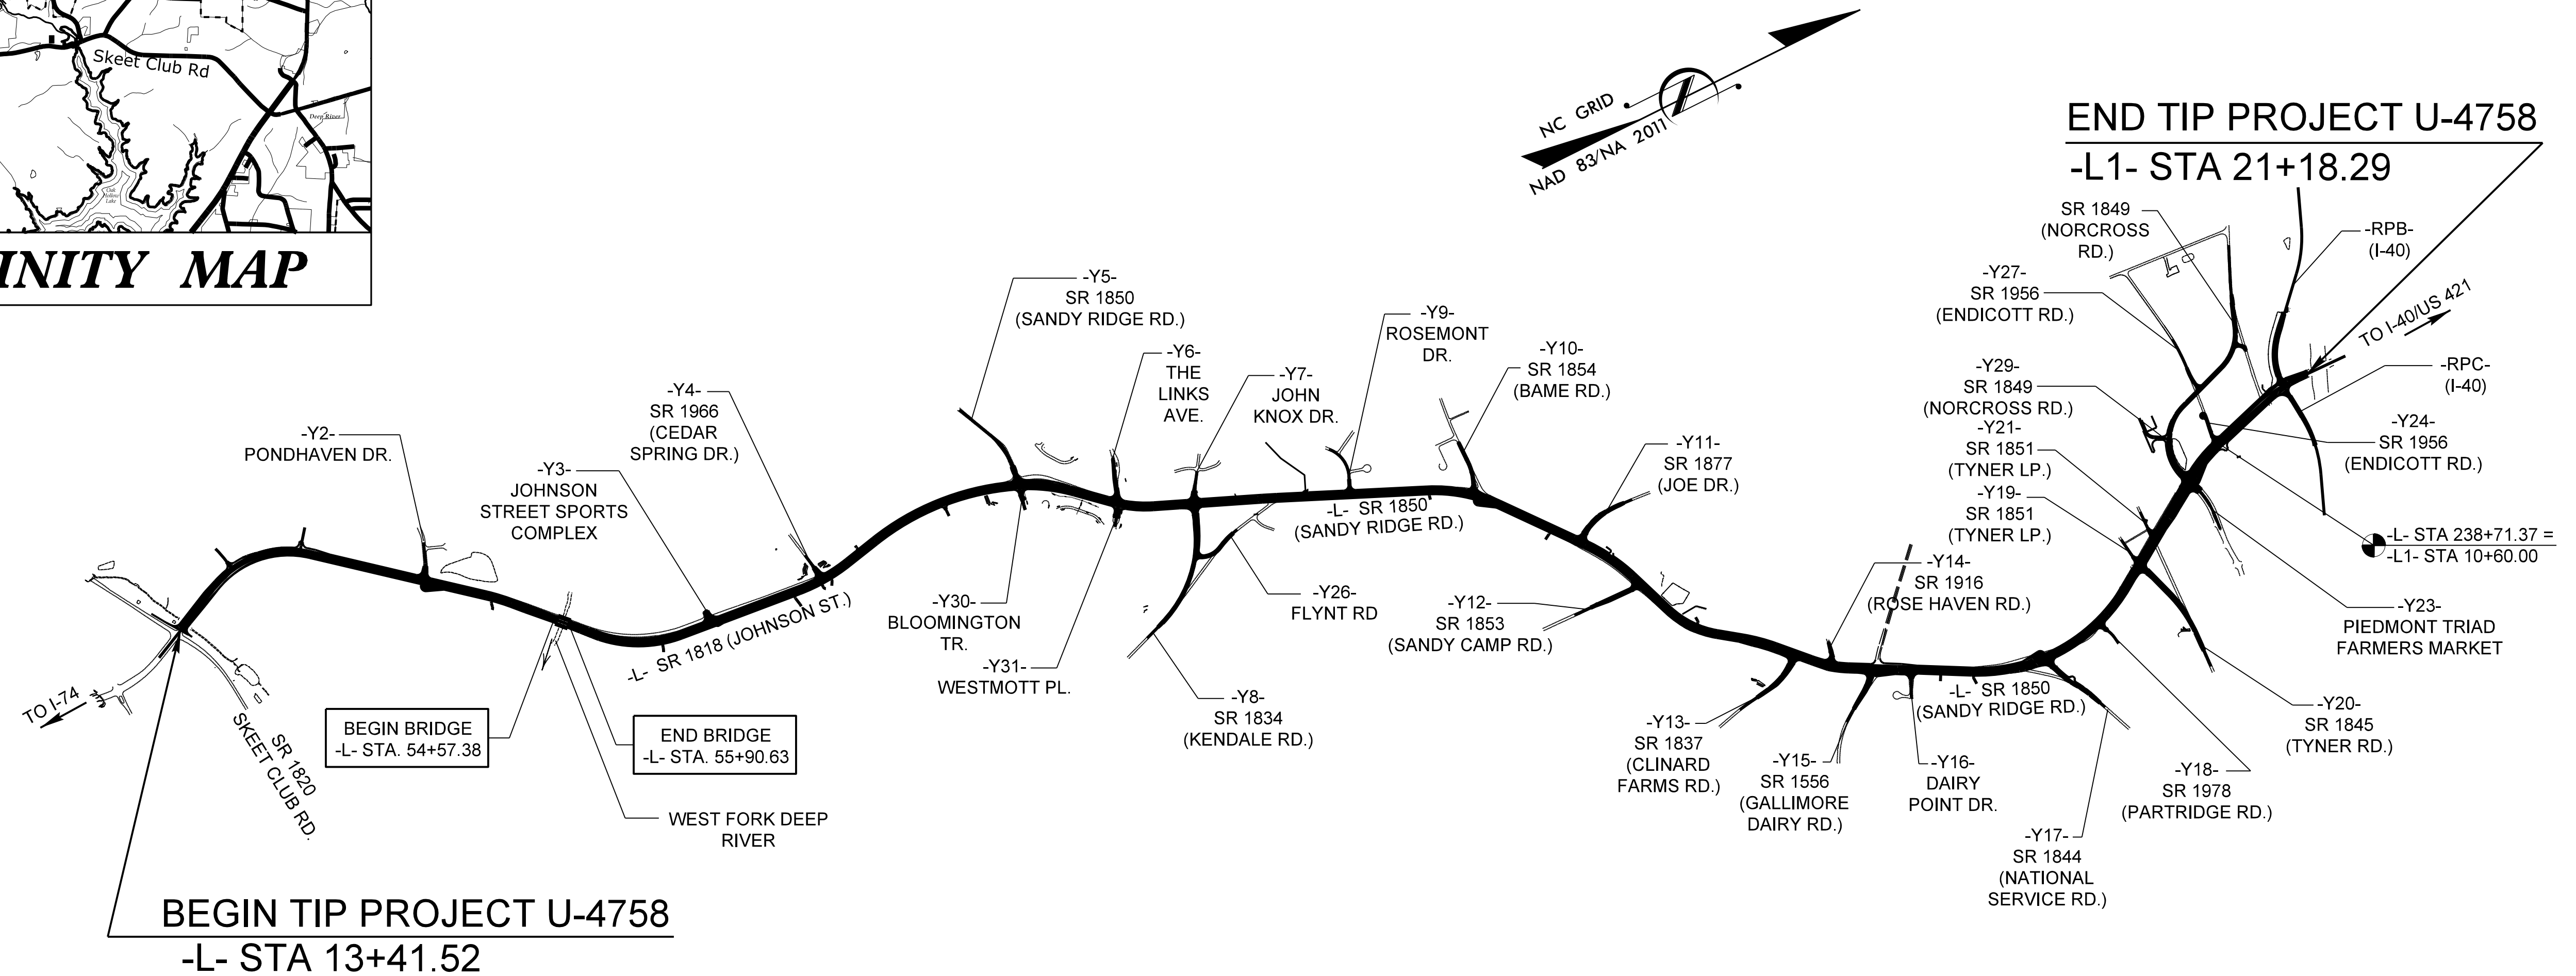 Skeet Club Rd
Deep River
Oak
Hollow
Lake
INITY MAP
NC GRID
NAD 83/NA 2011
END TIP PROJECT U-4758
-L1- STA 21+18.29
SR 1849
(NORCROSS
RD.)
-RPB-
(I-40)
-Y27-
SR 1956
(ENDICOTT RD.)
TO I-40/US 421
-Y29-
SR 1849
(NORCROSS RD.)
-RPC-
(I-40)
-Y21-
SR 1851
(TYNER LP.)
-Y24-
SR 1956
(ENDICOTT RD.)
-Y19-
SR 1851
(TYNER LP.)
-L- STA 238+71.37 =
-L1- STA 10+60.00
-Y23-
PIEDMONT TRIAD
FARMERS MARKET
-Y20-
SR 1845
(TYNER RD.)
-Y18-
SR 1978
(PARTRIDGE RD.)
-Y17-
SR 1844
(NATIONAL
SERVICE RD.)
-L- SR 1850
(SANDY RIDGE RD.)
-Y16-
DAIRY
POINT DR.
-Y15-
SR 1556
(GALLIMORE
DAIRY RD.)
-Y14-
SR 1916
(ROSE HAVEN RD.)
-Y13-
SR 1837
(CLINARD
FARMS RD.)
-Y12-
SR 1853
(SANDY CAMP RD.)
-Y11-
SR 1877
(JOE DR.)
-Y10-
SR 1854
(BAME RD.)
-L- SR 1850
(SANDY RIDGE RD.)
-Y9-
ROSEMONT
DR.
-Y7-
JOHN
KNOX DR.
-Y26-
FLYNT RD
-Y8-
SR 1834
(KENDALE RD.)
-Y6-
THE
LINKS
AVE.
-Y31-
WESTMOTT PL.
-Y5-
SR 1850
(SANDY RIDGE RD.)
-Y30-
BLOOMINGTON
TR.
-Y4-
SR 1966
(CEDAR
SPRING DR.)
-L- SR 1818 (JOHNSON ST.)
-Y3-
JOHNSON
STREET SPORTS
COMPLEX
-Y2-
PONDHAVEN DR.
BEGIN BRIDGE
-L- STA. 54+57.38
END BRIDGE
-L- STA. 55+90.63
WEST FORK DEEP
RIVER
TO I-74
SR 1820
SKEET CLUB RD.
BEGIN TIP PROJECT U-4758
-L- STA 13+41.52